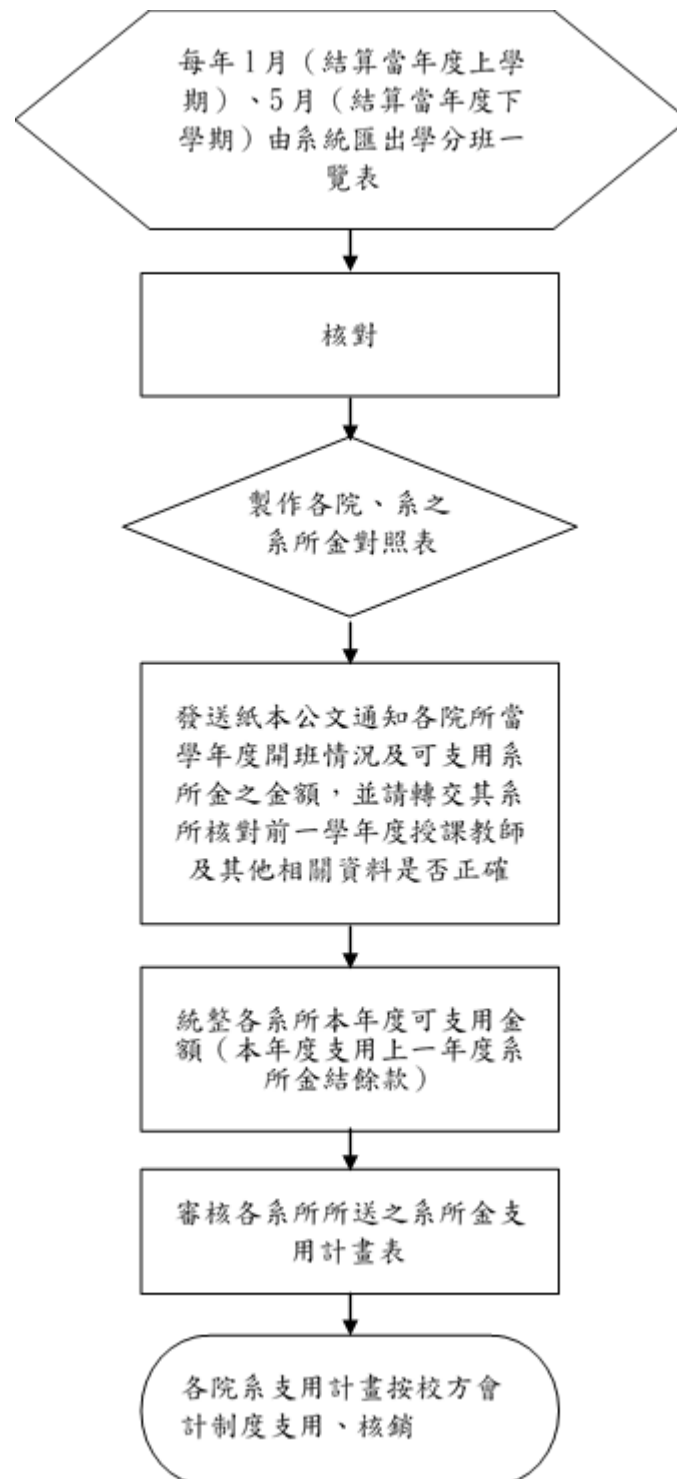 每年1月（結算當年度上學
期）、5月（結算當年度下
學期）由系統匯出學分班一
覽表
核對
製作各院、系之
系所金對照表
發送紙本公文通知各院所當
學年度開班情況及可支用系
所金之金額，並請轉交其系
所核對前一學年度授課教師
及其他相關資料是否正確
統整各系所本年度可支用金
額（本年度支用上一年度系
所金結餘款）
審核各系所所送之系所金支
用計畫表
各院系支用計畫按校方會
計制度支用、核銷